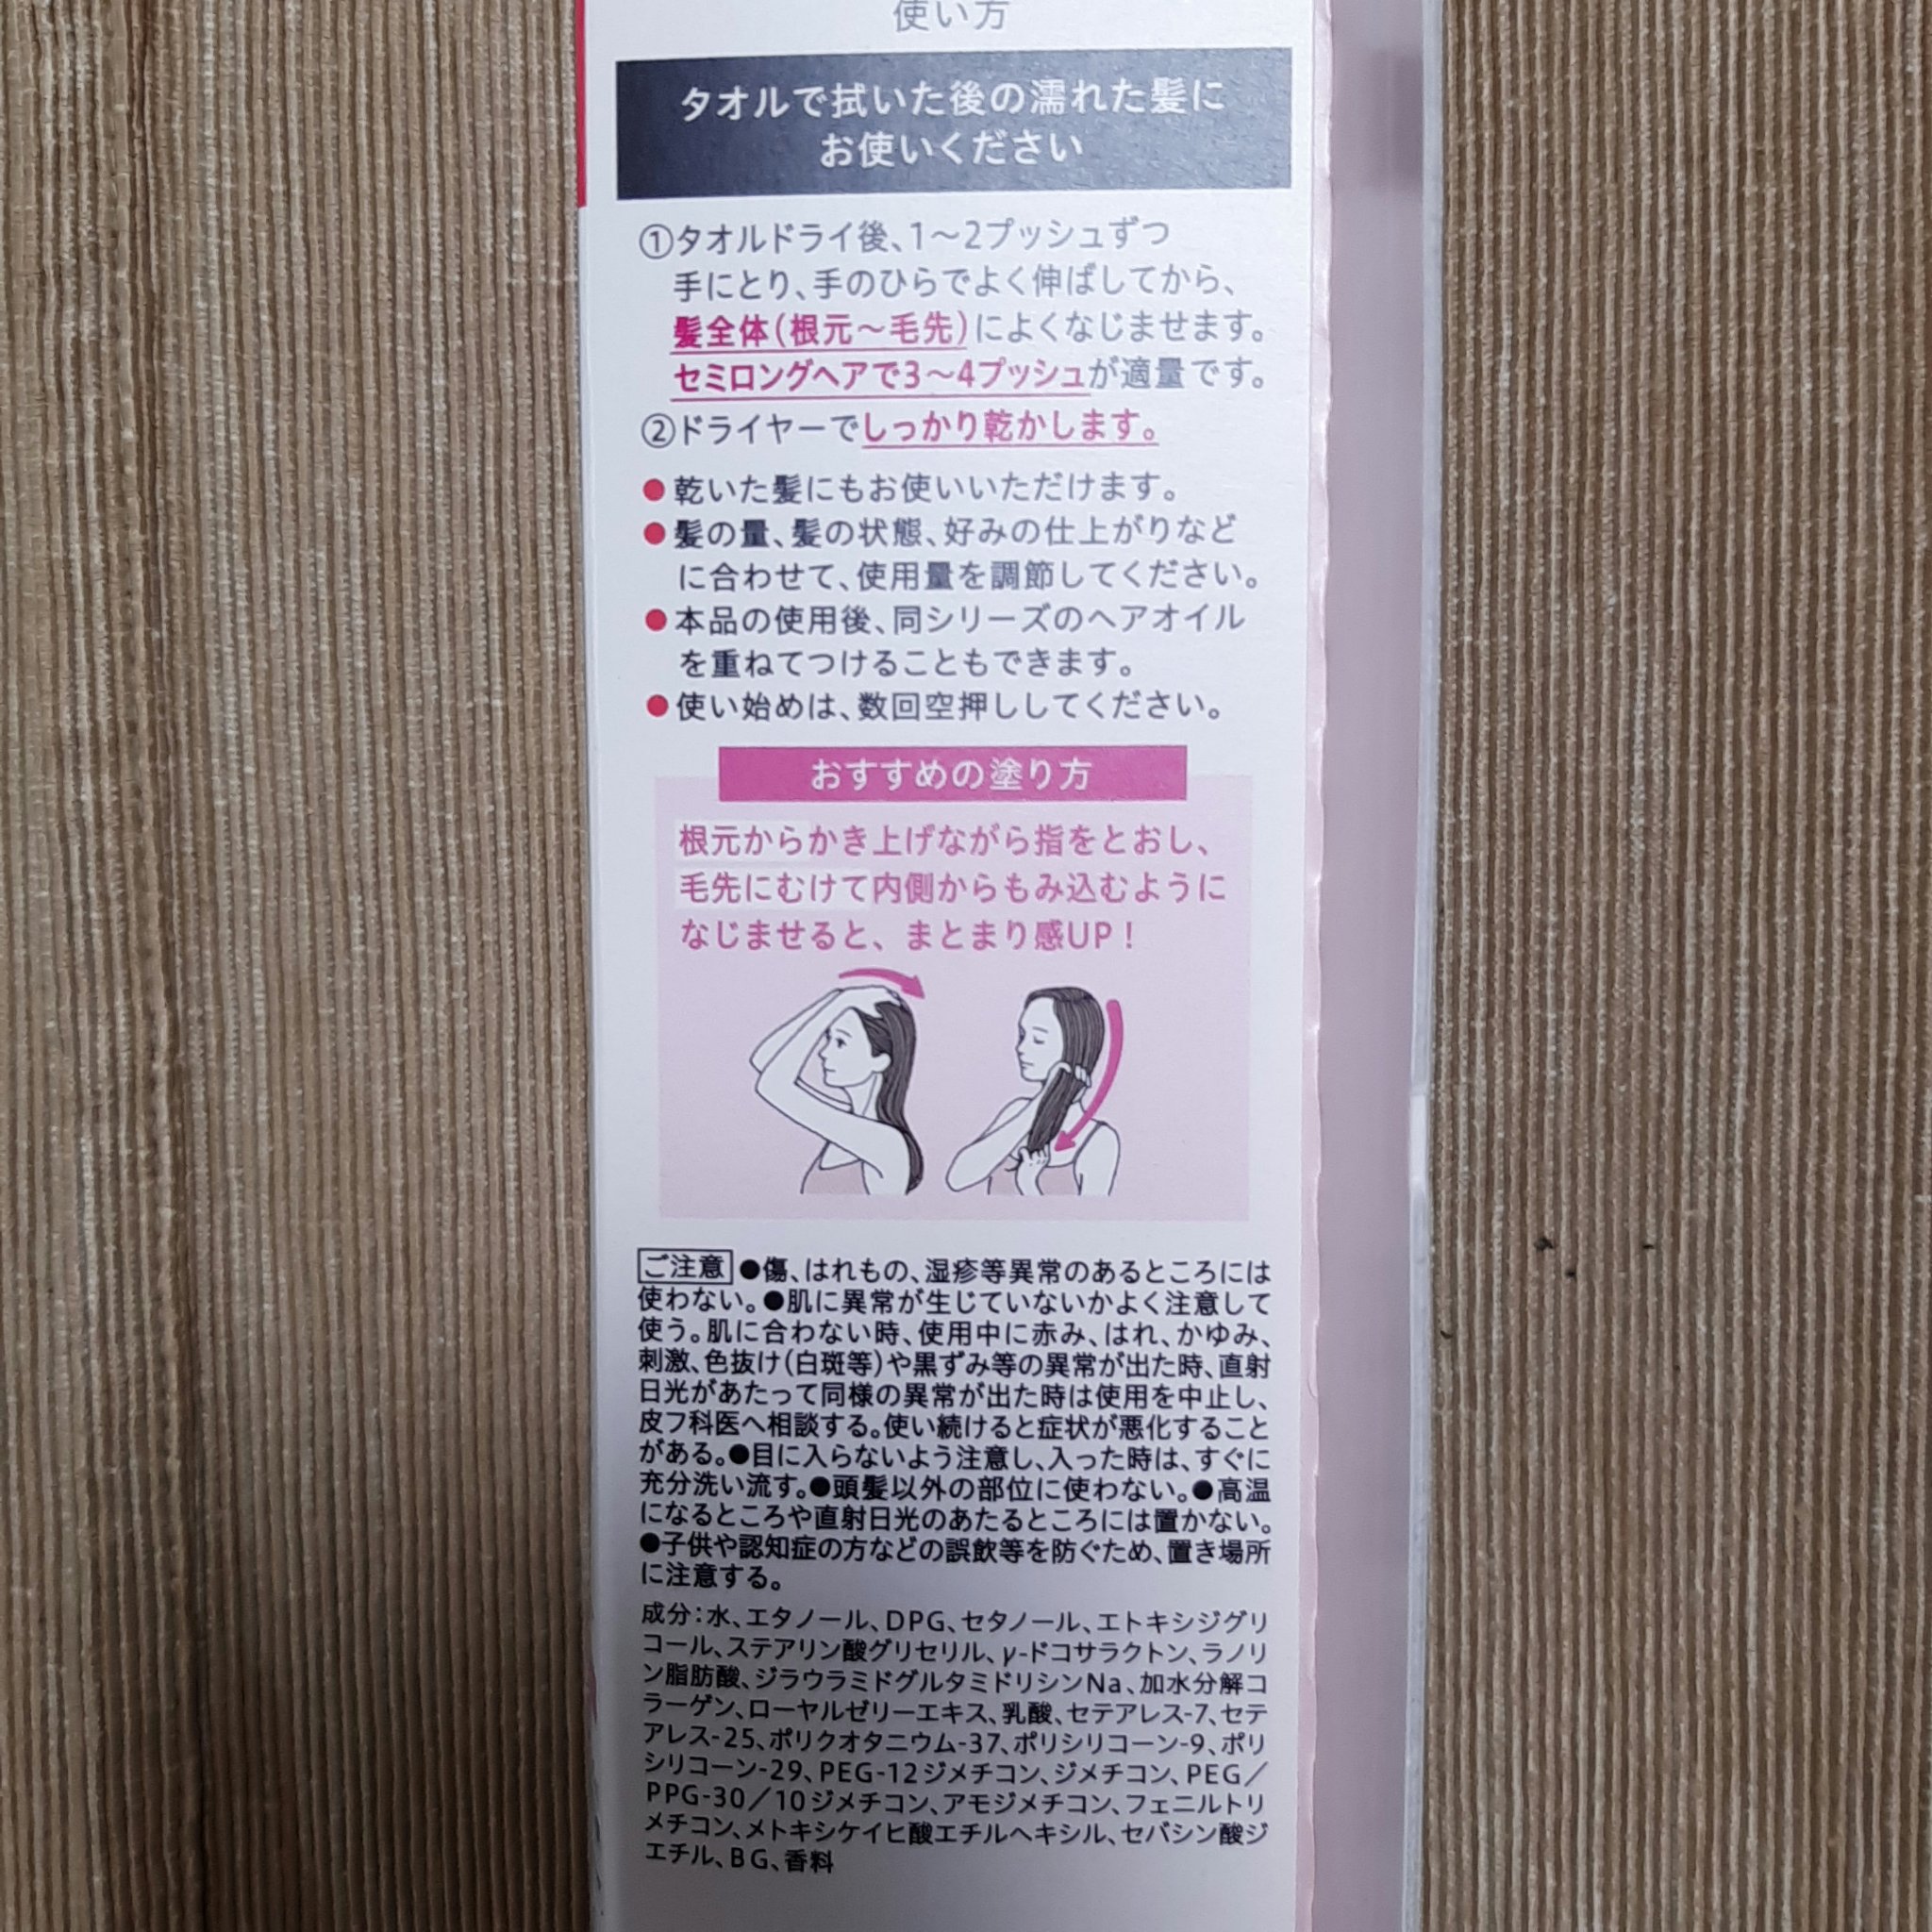 使い方
タオルで拭いた後の濡れた髪に
お使いください
①タオルドライ後、1～2プッシュずつ
手にとり、手のひらでよく伸ばしてから、
髪全体(根元～毛先)によくなじませます。
セミロングヘアで3～4プッシュが適量です。
②ドライヤーでしっかり乾かします。
●乾いた髪にもお使いいただけます。
●髪の量、髪の状態、好みの仕上がりなど
に合わせて、使用量を調節してください。
●本品の使用後、同シリーズのヘアオイル
を重ねてつけることもできます。
●使い始めは、数回空押ししてください。
おすすめの塗り方
根元からかき上げながら指をとおし、
毛先にむけて内側からもみ込むように
なじませると、まとまり感UP！
ご注意 ●傷、はれもの、湿疹等異常のあるところには
使わない。●肌に異常が生じていないかよく注意して
使う。肌に合わない時、使用中に赤み、はれ、かゆみ、
刺激、色抜け(白斑等)や黒ずみ等の異常が出た時、直射
日光があたって同様の異常が出た時は使用を中止し、
皮フ科医へ相談する。使い続けると症状が悪化すること
がある。●目に入らないよう注意し、入った時は、すぐに
充分洗い流す。●頭髪以外の部位に使わない。●高温
になるところや直射日光のあたるところには置かない。
●子供や認知症の方などの誤飲等を防ぐため、置き場所
に注意する。
成分：水、エタノール、DPG、セタノール、エトキシジグリ
コール、ステアリン酸グリセリル、γ-ドコサラクトン、ラノリ
ン脂肪酸、ジラウラミドグルタミドリシンNa、加水分解コ
ラーゲン、ローヤルゼリーエキス、乳酸、セテアレス-7、セテ
アレス-25、ポリクオタニウム-37、ポリシリコーン-9、ポリ
シリコーン-29、PEG-12ジメチコン、ジメチコン、PEG／
PPG-30／10ジメチコン、アモジメチコン、フェニルトリ
メチコン、メトキシケイヒ酸エチルヘキシル、セバシン酸ジ
エチル、BG、香料